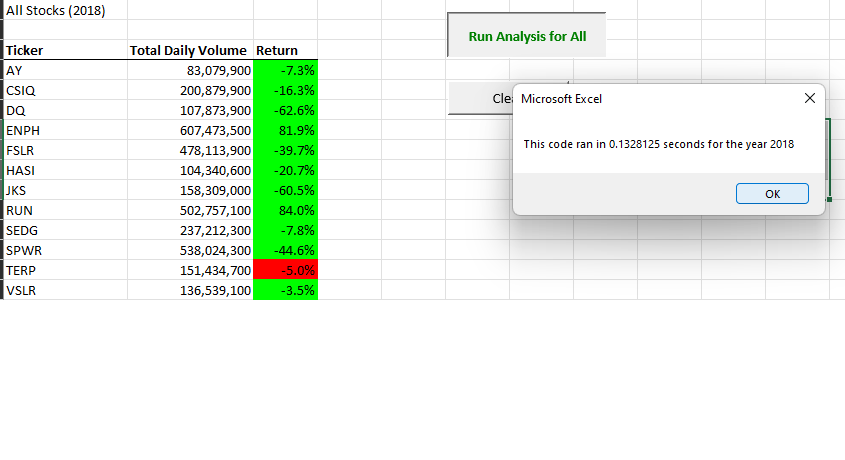 All Stocks (2018)
Run Analysis for All
Ticker Total Daily Volume Return
AY 83,079,900 -7.3%
CSIQ 200,879,900 -16.3%
DQ 107,873,900 -62.6%
ENPH 607,473,500 81.9%
FSLR 478,113,900 -39.7%
HASI 104,340,600 -20.7%
JKS 158,309,000 -60.5%
RUN 502,757,100 84.0%
SEDG 237,212,300 -7.8%
SPWR 538,024,300 -44.6%
TERP 151,434,700 -5.0%
VSLR 136,539,100 -3.5%
Microsoft Excel
This code ran in 0.1328125 seconds for the year 2018
OK